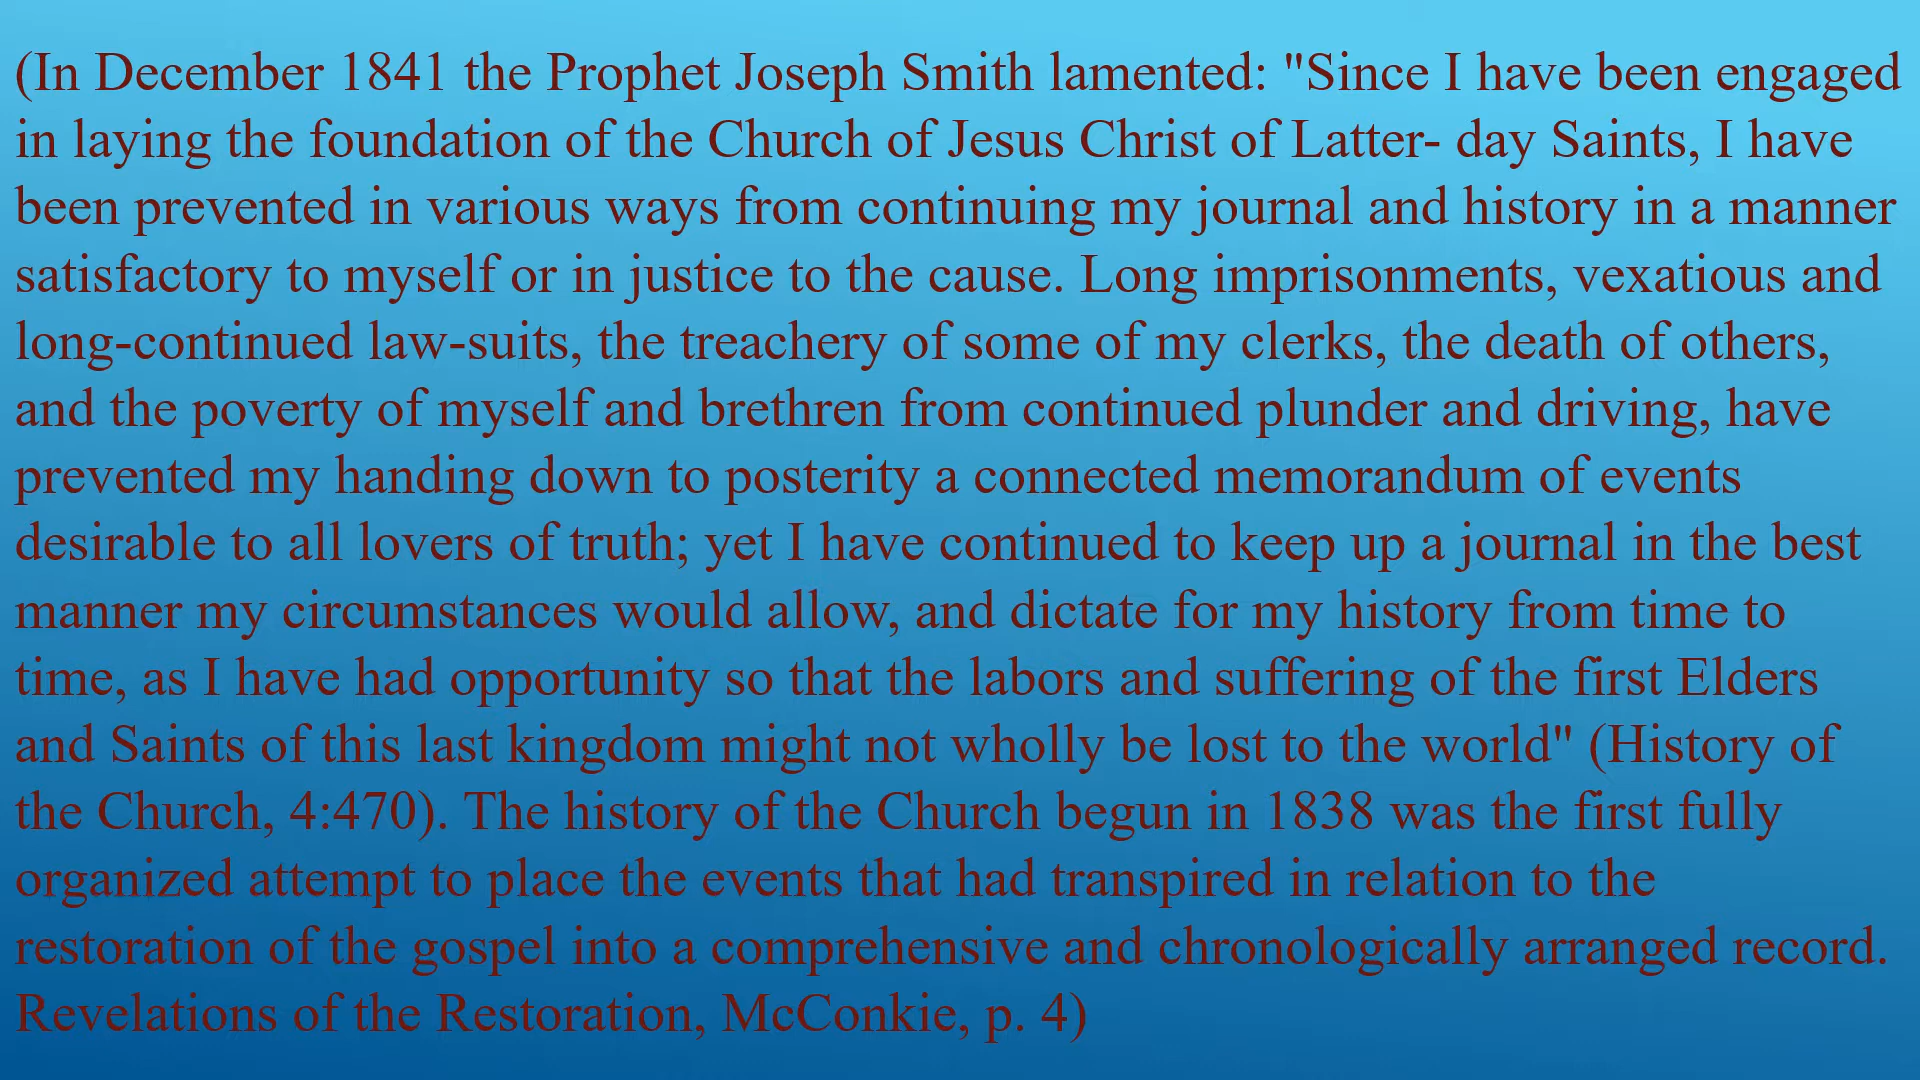 (In December 1841 the Prophet Joseph Smith lamented: "Since I have been engaged
in laying the foundation of the Church of Jesus Christ of Latter- day Saints, I have
been prevented in various ways from continuing my journal and history in a manner
satisfactory to myself or in justice to the cause. Long imprisonments, vexatious and
long-continued law-suits, the treachery of some of my clerks, the death of others,
and the poverty of myself and brethren from continued plunder and driving, have
prevented my handing down to posterity a connected memorandum of events
desirable to all lovers of truth; yet I have continued to keep up a journal in the best
manner my circumstances would allow, and dictate for my history from time to
time, as I have had opportunity so that the labors and suffering of the first Elders
and Saints of this last kingdom might not wholly be lost to the world" (History of
the Church, 4:470). The history of the Church begun in 1838 was the first fully
organized attempt to place the events that had transpired in relation to the
restoration of the gospel into a comprehensive and chronologically arranged record.
Revelations of the Restoration, McConkie, p. 4)